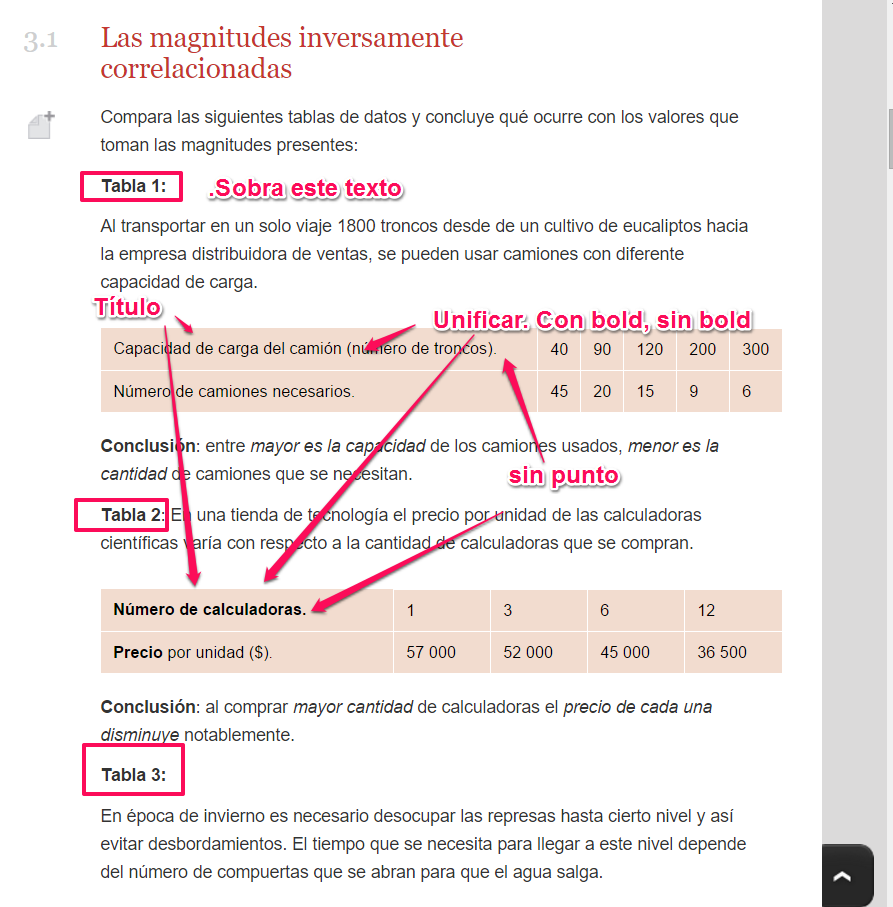 3.1 Las magnitudes inversamente
correlacionadas
Compara las siguientes tablas de datos y concluye qué ocurre con los valores que
toman las magnitudes presentes:
Tabla 1: .Sobra este texto
Al transportar en un solo viaje 1800 troncos desde de un cultivo de eucaliptos hacia
la empresa distribuidora de ventas, se pueden usar camiones con diferente
capacidad de carga.
Título
Unificar. Con bold, sin bold
Capacidad de carga del camión (número de troncos). 40 90 120 200 300
Número de camiones necesarios. 45 20 15 9 6
Conclusión: entre mayor es la capacidad de los camiones usados, menor es la
cantidad de camiones que se necesitan.
sin punto
Tabla 2: En una tienda de tecnología el precio por unidad de las calculadoras
científicas varía con respecto a la cantidad de calculadoras que se compran.
Número de calculadoras. 1 3 6 12
Precio por unidad ($). 57 000 52 000 45 000 36 500
Conclusión: al comprar mayor cantidad de calculadoras el precio de cada una
disminuye notablemente.
Tabla 3:
En época de invierno es necesario desocupar las represas hasta cierto nivel y así
evitar desbordamientos. El tiempo que se necesita para llegar a este nivel depende
del número de compuertas que se abran para que el agua salga.